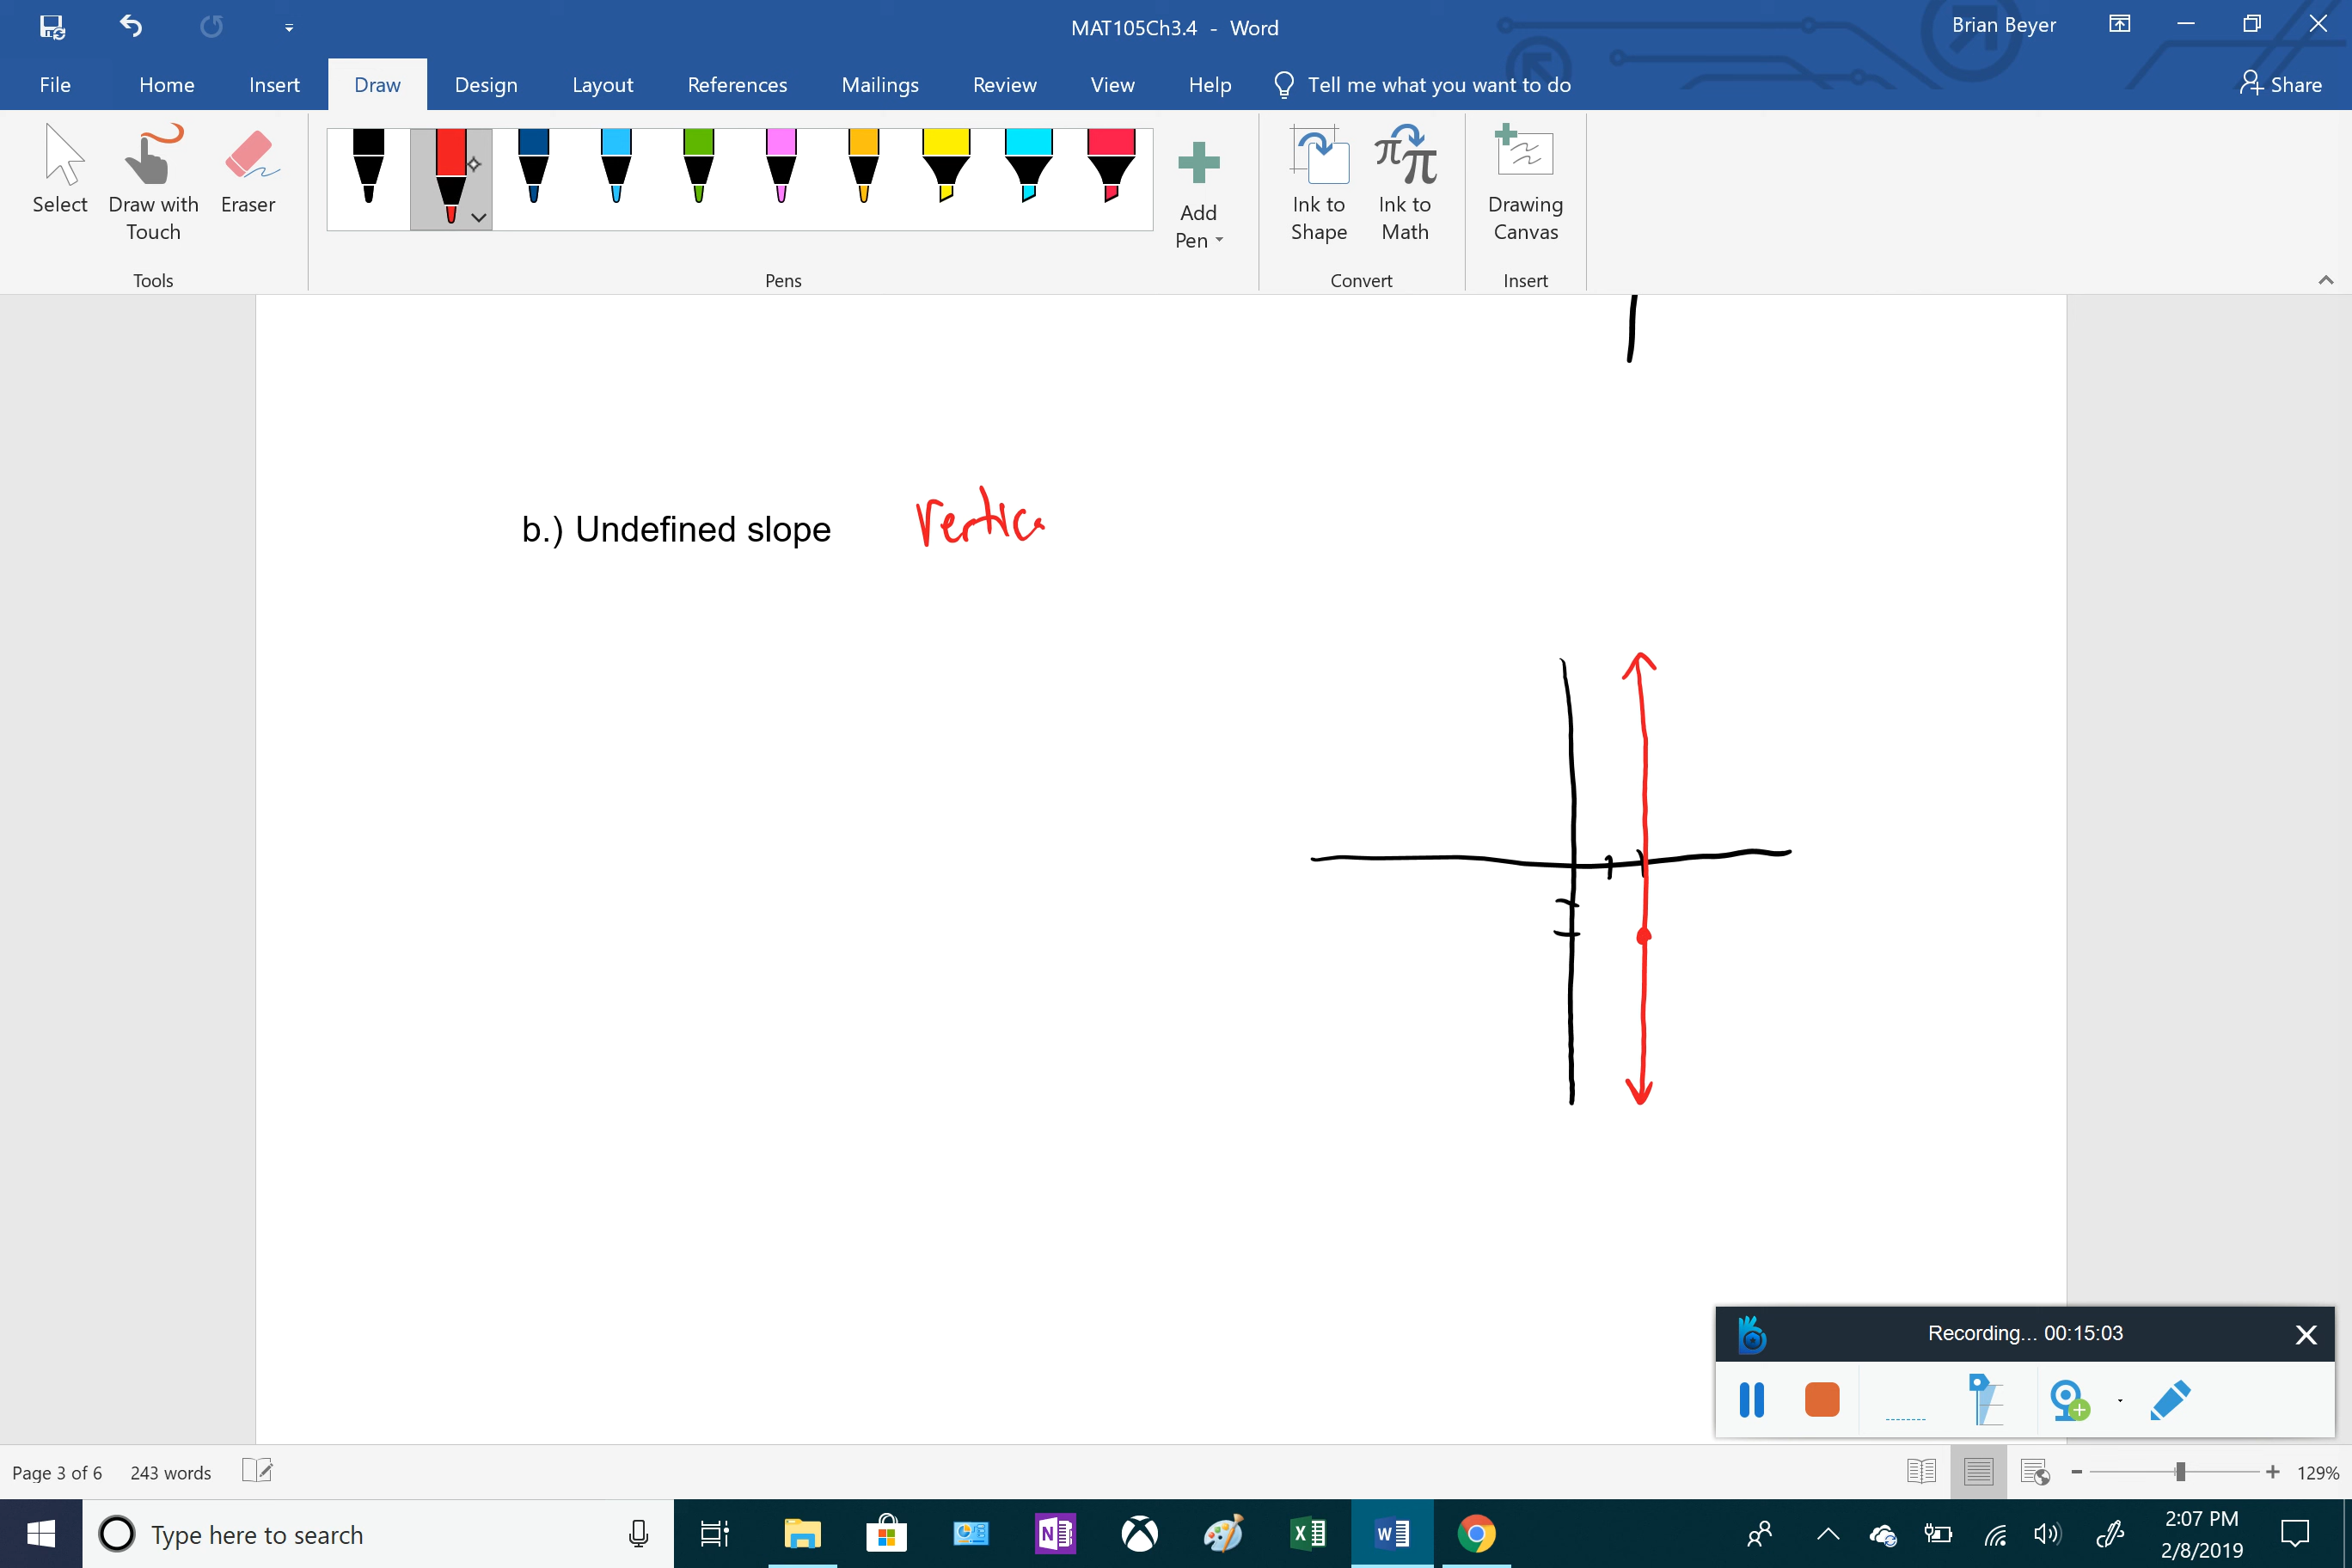 MAT105Ch3.4 - Word
Brian Beyer
File Home Insert Draw Design Layout References Mailings Review View Help Tell me what you want to do Share
Select
Draw with Touch
Eraser
Tools
Pens
Add Pen
Ink to Shape
Ink to Math
Convert
Drawing Canvas
Insert
b.) Undefined slope Vertica
Recording... 00:15:03
Page 3 of 6 243 words 129%
Type here to search
2:07 PM
2/8/2019